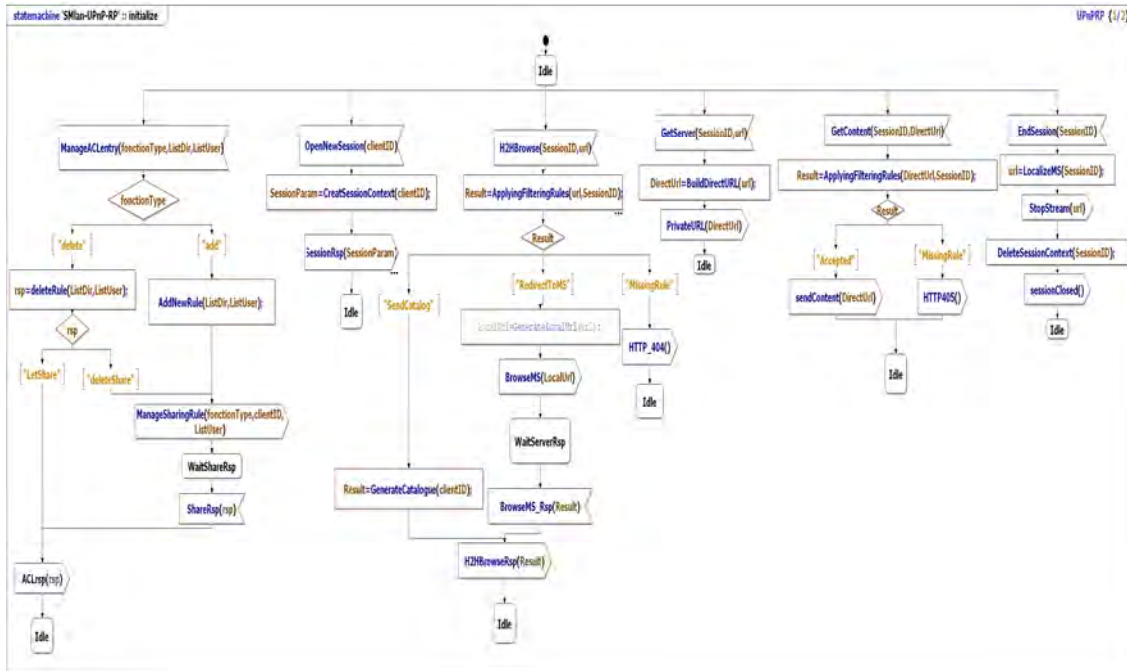 statemachine 'SMlan-UPnP-RP' :: initialize
UPnPRP {1/2}
Idle
ManageACLentry(fonctionType,ListDir,ListUser)
fonctionType
["delete"]
["add"]
rsp=deleteRule(ListDir,ListUser);
AddNewRule(ListDir,ListUser);
rsp
["LetShare"]
["deleteShare"]
ManageSharingRule(fonctionType,clientID,
ListUser)
WaitShareRsp
ShareRsp(rsp)
ACLrsp(rsp)
Idle
OpenNewSession(clientID)
SessionParam=CreatSessionContext(clientID);
SessionRsp(SessionParam)
...
Idle
H2HBrowse(SessionID,url)
Result=ApplyingFilteringRules(url,SessionID);
...
Result
["SendCatalog"]
["RedirectToMS"]
["MissingRule"]
LocalUrl=GenerateLocalUrl(url);
HTTP_404()
Idle
BrowseMS(LocalUrl)
WaitServerRsp
Result=GenerateCatalogue(clientID);
BrowseMS_Rsp(Result)
H2HBrowseRsp(Result)
Idle
GetServer(SessionID,url)
DirectUrl=BuildDirectURL(url);
PrivateURL(DirectUrl)
Idle
GetContent(SessionID,DirectUrl)
Result=ApplyFilteringRules(DirectUrl,SessionID);
Result
["Accepted"]
["MissingRule"]
sendContent(DirectUrl)
HTTP405()
Idle
EndSession(SessionID)
url=LocalizeMS(SessionID);
StopStream(url)
DeleteSessionContext(SessionID);
sessionClosed()
Idle